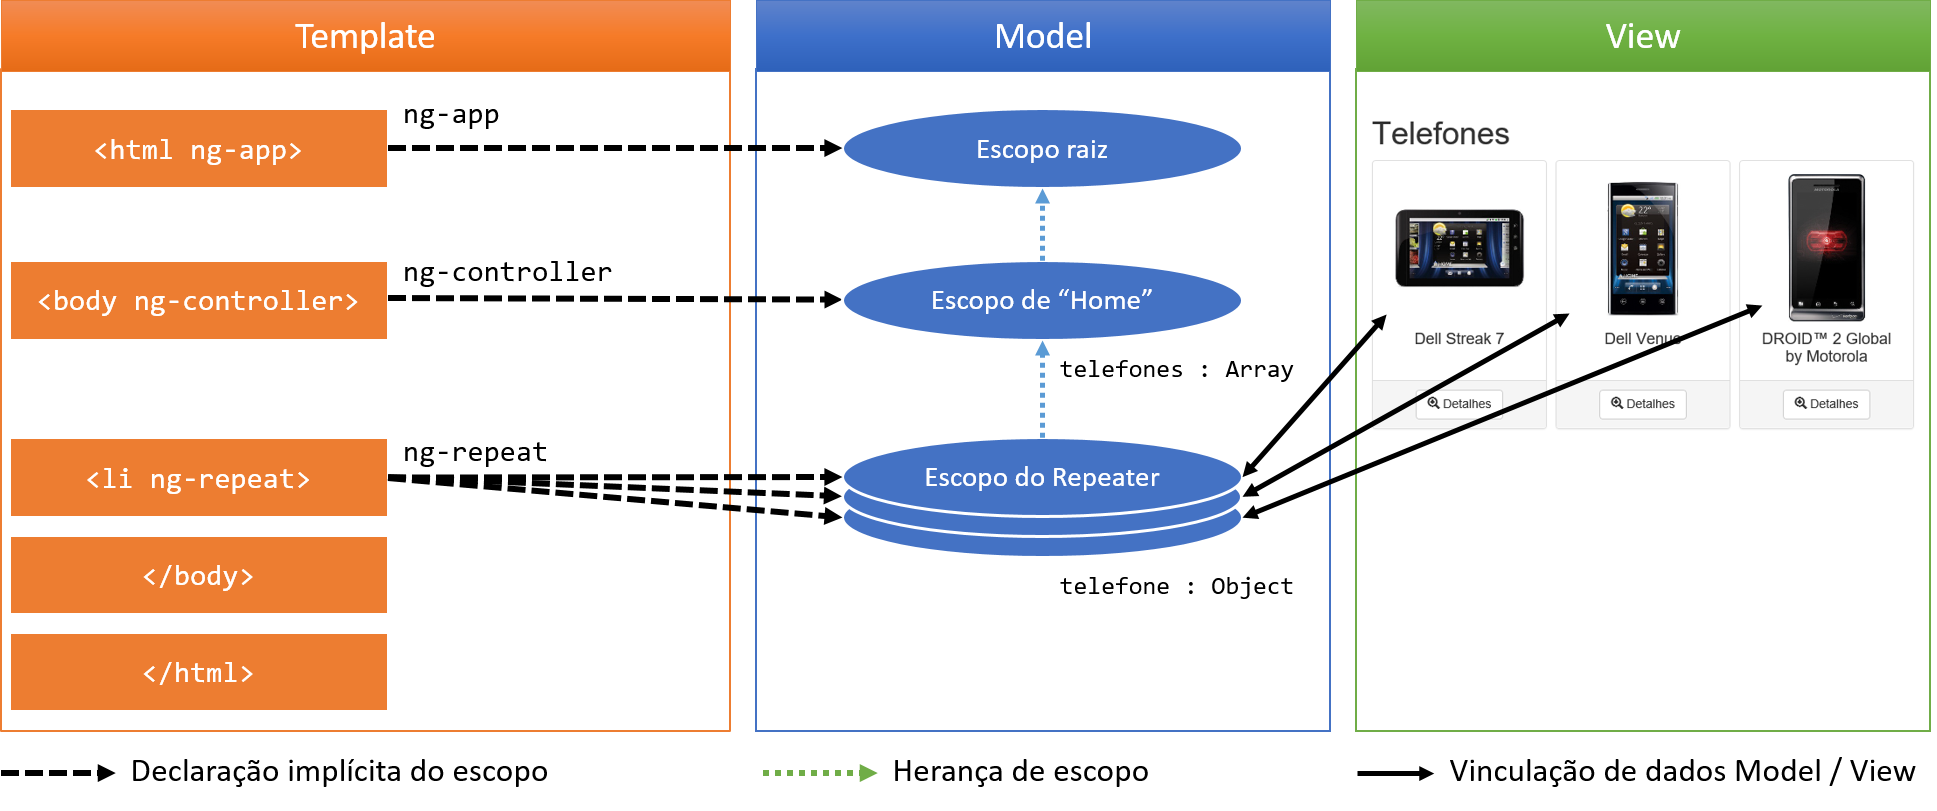 Template
Model
View
<html ng-app>
ng-app
Escopo raiz
<body ng-controller>
ng-controller
Escopo de “Home”
telefones : Array
<li ng-repeat>
ng-repeat
Escopo do Repeater
telefone : Object
</body>
</html>
Telefones
Dell Streak 7
Detalhes
Dell Venue
Detalhes
DROID™ 2 Global
by Motorola
Detalhes
Declaração implícita do escopo
Herança de escopo
Vinculação de dados Model / View